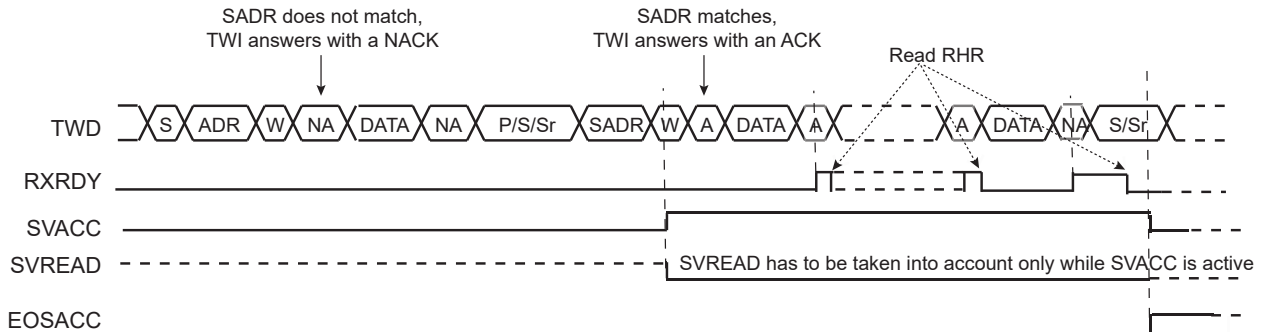 SADR does not match,
TWI answers with a NACK
SADR matches,
TWI answers with an ACK
Read RHR
TWD S ADR W NA DATA NA P/S/Sr SADR W A DATA A A DATA NA S/Sr
RXRDY
SVACC
SVREAD SVREAD has to be taken into account only while SVACC is active
EOSACC